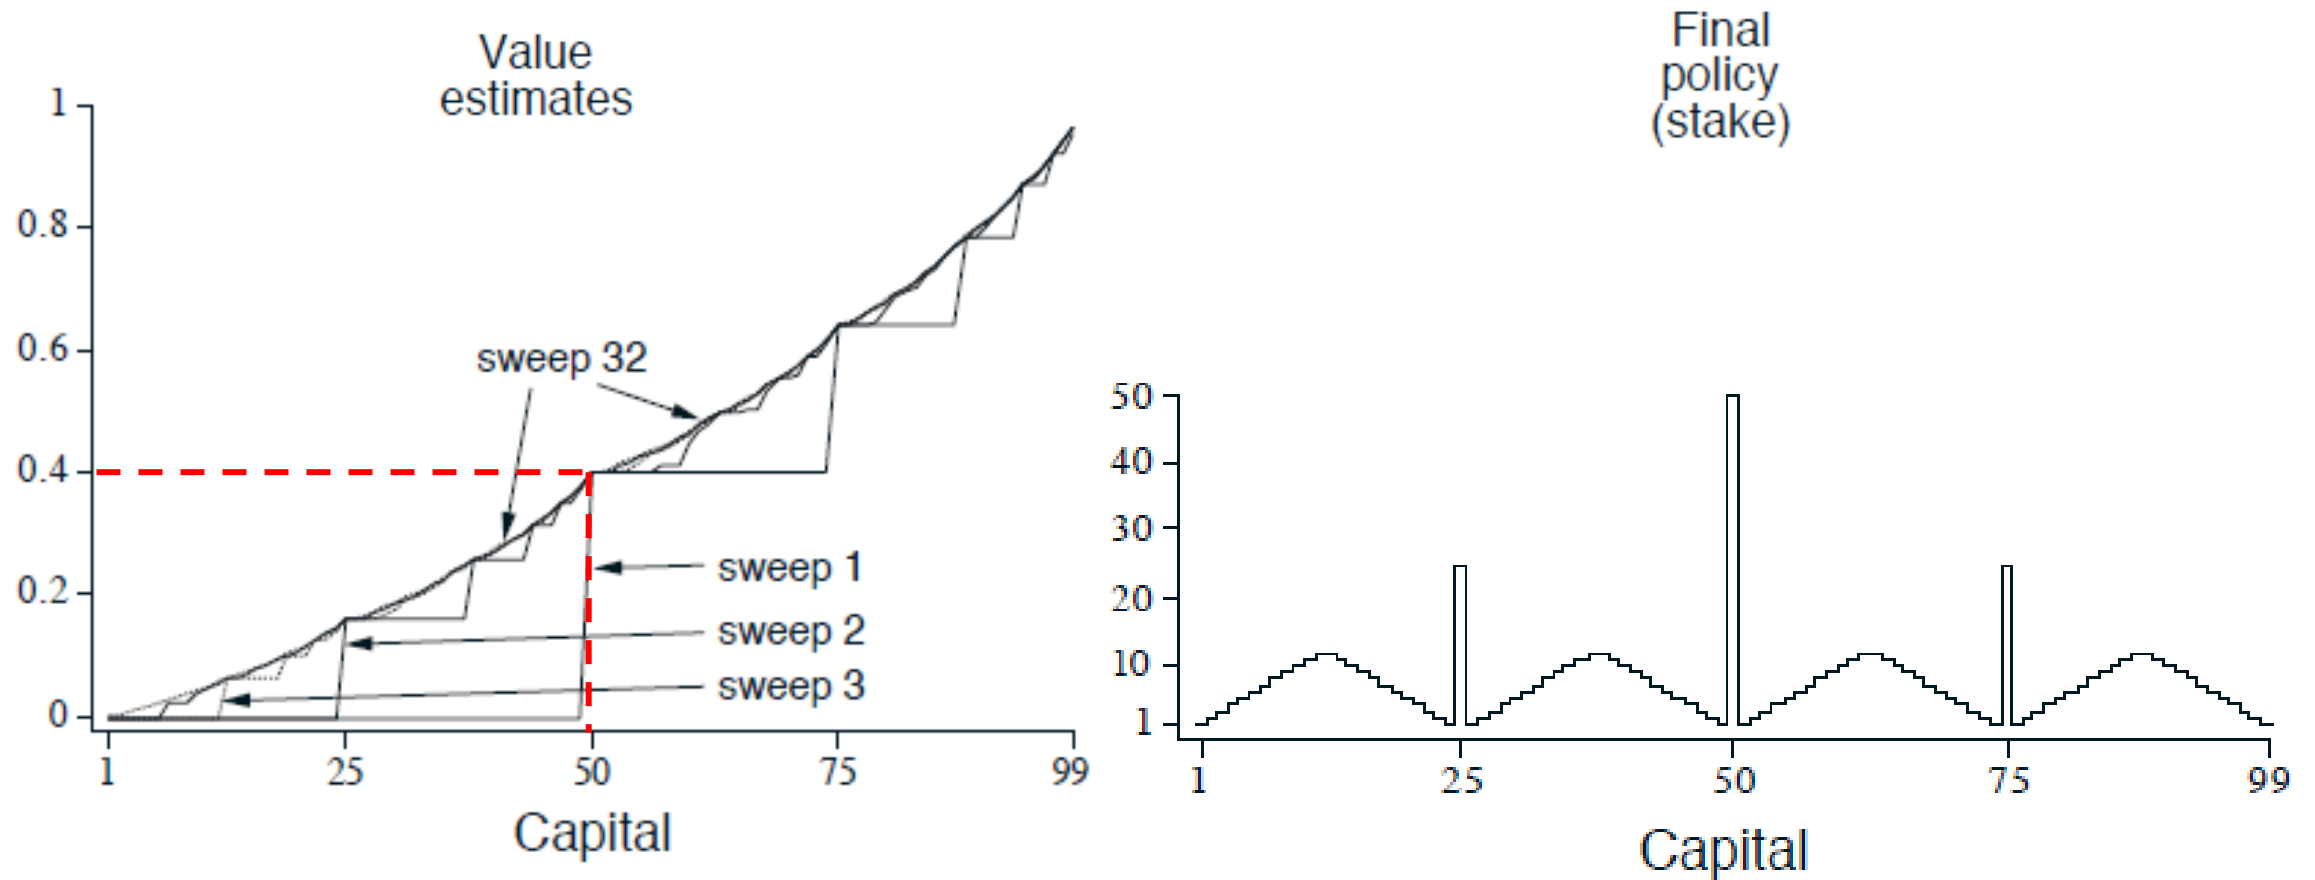 Value
estimates
1
0.8
0.6
0.4
0.2
0
sweep 32
sweep 1
sweep 2
sweep 3
1 25 50 75 99
Capital
Final
policy
(stake)
50
40
30
20
10
1
1 25 50 75 99
Capital